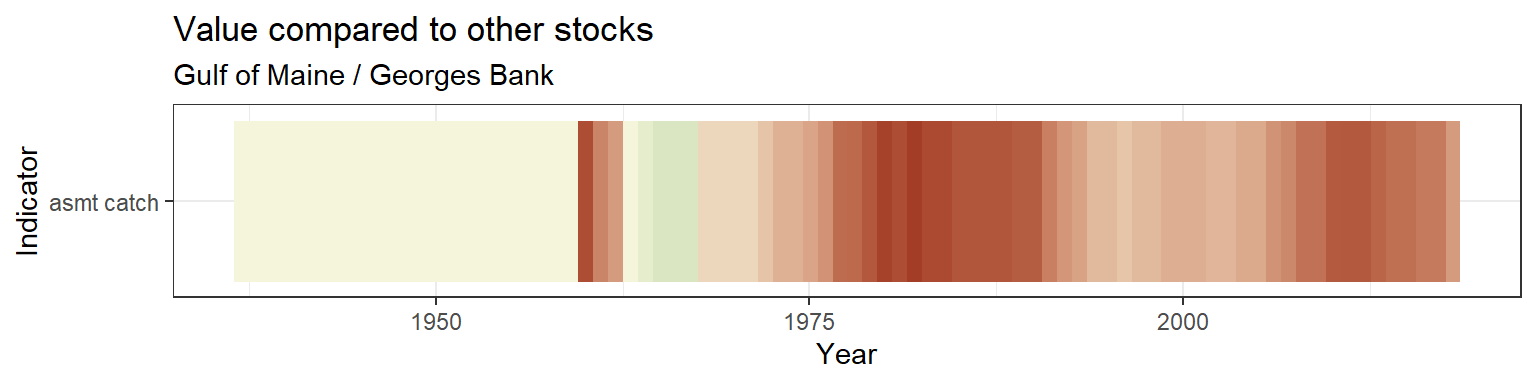 Value compared to other stocks
Gulf of Maine / Georges Bank
Indicator
asmt catch
1950 1975 2000
Year